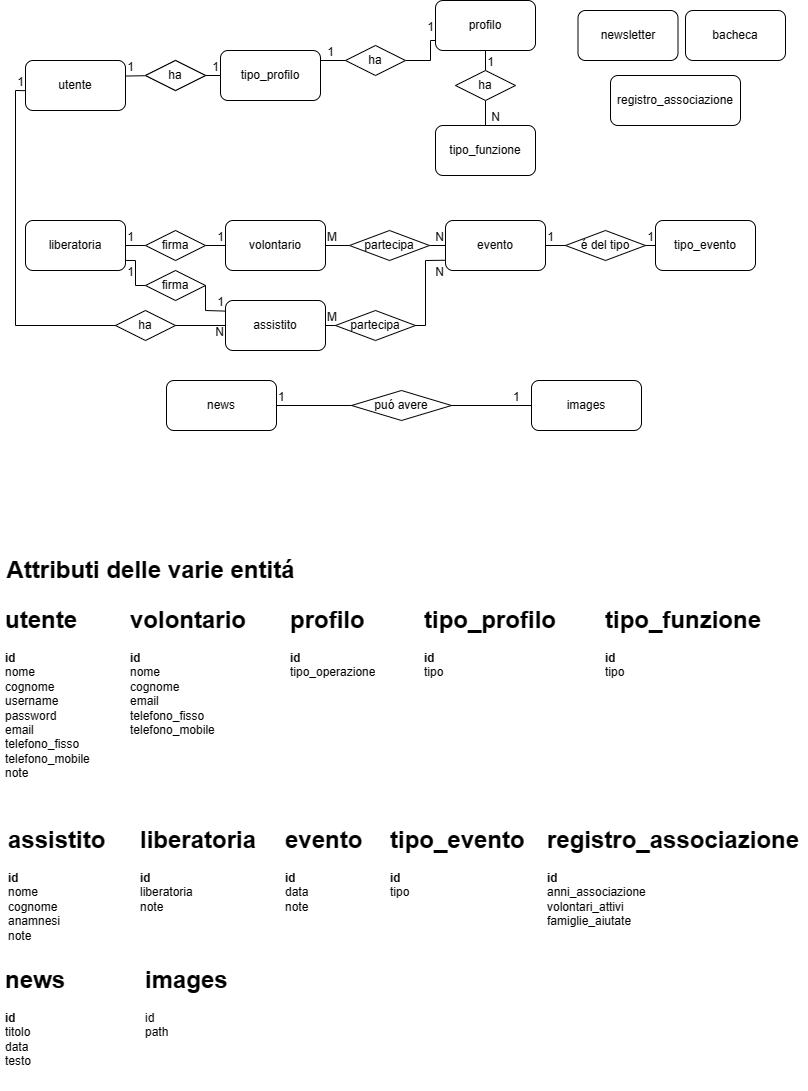 profilo
newsletter
bacheca
1
utente
1
ha
1
tipo_profilo
1
ha
1
1
ha
registro_associazione
N
tipo_funzione
liberatoria
1
firma
1
volontario
M
partecipa
N
evento
1
é del tipo
1
tipo_evento
1
firma
1
N
ha
N
assistito
M
partecipa
news
1
puó avere
1
images
Attributi delle varie entitá
utente
id
nome
cognome
username
password
email
telefono_fisso
telefono_mobile
note
volontario
id
nome
cognome
email
telefono_fisso
telefono_mobile
profilo
id
tipo_operazione
tipo_profilo
id
tipo
tipo_funzione
id
tipo
assistito
id
nome
cognome
anamnesi
note
liberatoria
id
liberatoria
note
evento
id
data
note
tipo_evento
id
tipo
registro_associazione
id
anni_associazione
volontari_attivi
famiglie_aiutate
news
id
titolo
data
testo
images
id
path